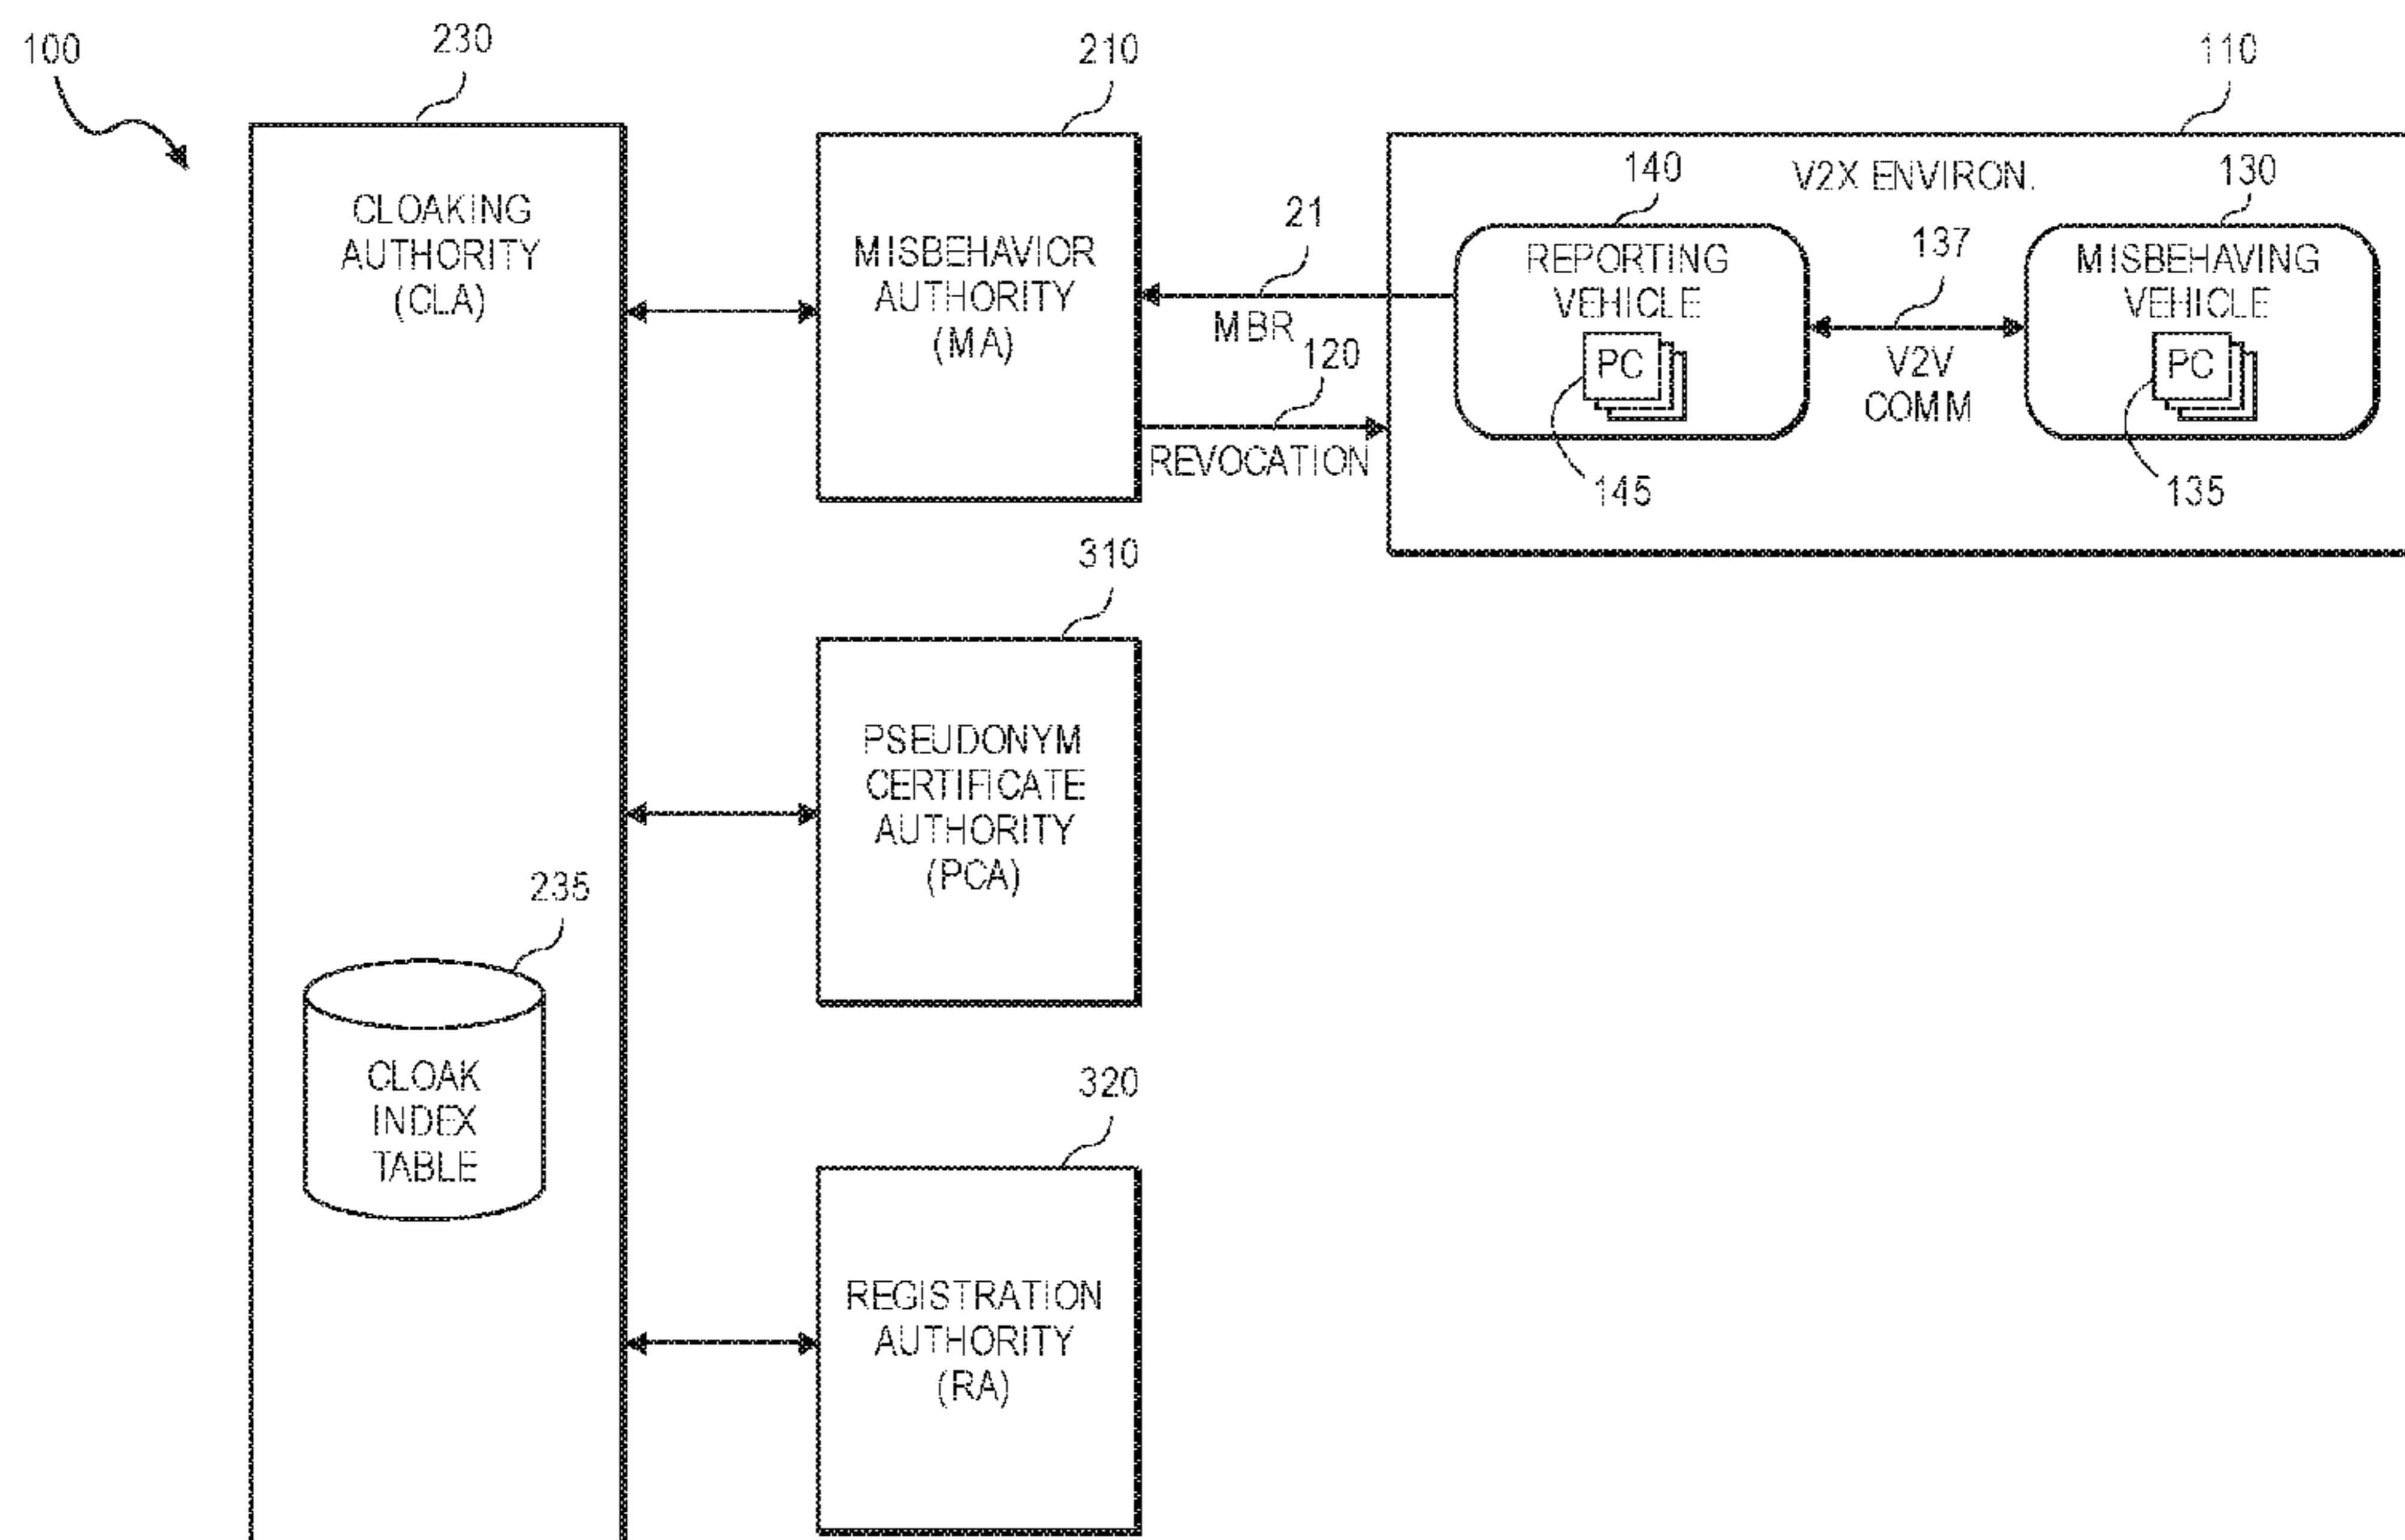 100
230
CLOAKING
AUTHORITY
(CLA)
235
CLOAK
INDEX
TABLE
210
MISBEHAVIOR
AUTHORITY
(MA)
21
MBR
120
REVOCATION
110
V2X ENVIRON.
140
REPORTING
VEHICLE
PC
145
137
V2V
COMM
130
MISBEHAVING
VEHICLE
PC
135
310
PSEUDONYM
CERTIFICATE
AUTHORITY
(PCA)
320
REGISTRATION
AUTHORITY
(RA)